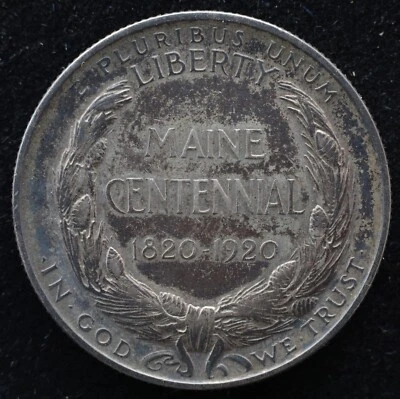 E PLURIBUS UNUM
LIBERTY
MAINE
CENTENNIAL
1820-1920
·IN·GOD WE·TRUST·